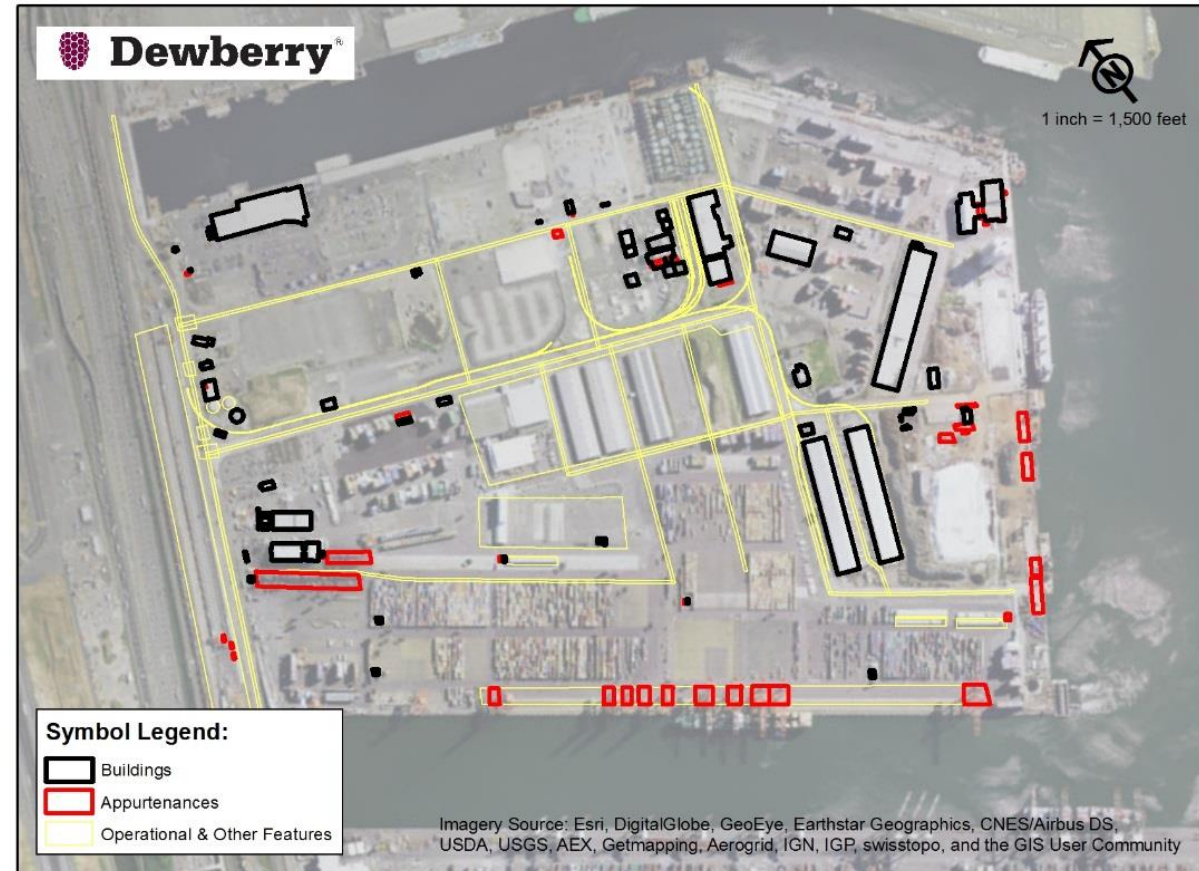 Dewberry®
N
1 inch = 1,500 feet
Symbol Legend:
Buildings
Appurtenances
Operational & Other Features
Imagery Source: Esri, DigitalGlobe, GeoEye, Earthstar Geographics, CNES/Airbus DS,
USDA, USGS, AEX, Getmapping, Aerogrid, IGN, IGP, swisstopo, and the GIS User Community